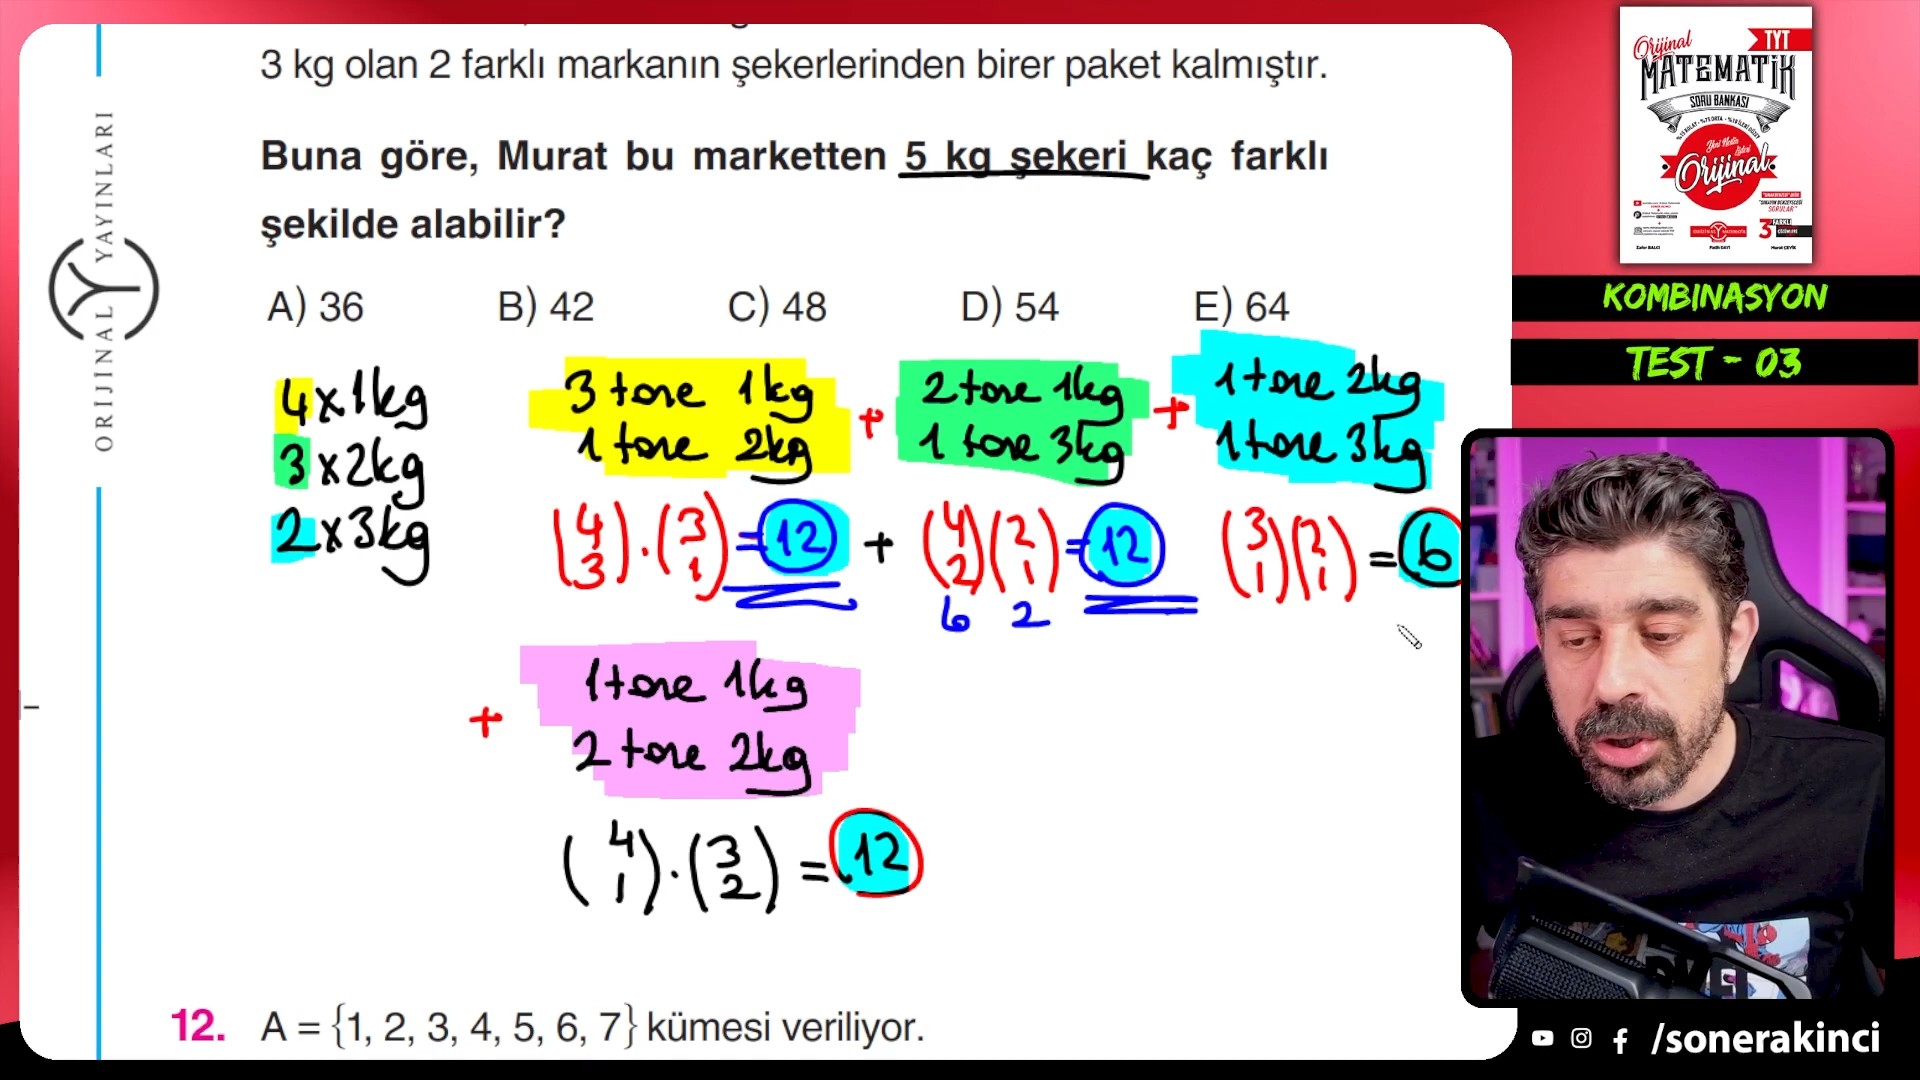 3 kg olan 2 farklı markanın şekerlerinden birer paket kalmıştır.
Buna göre, Murat bu marketten 5 kg şekeri kaç farklı
şekilde alabilir?
A) 36 B) 42 C) 48 D) 54 E) 64
4x1kg
3x2kg
2x3kg
3 tane 1kg
1 tane 2kg
+
2 tane 1kg
1 tane 3kg
+
1 tane 2kg
1 tane 3kg
(4 3).(3 1) = 12 + (4 2)(2 1) = 12 (3 1)(2 1) = 6
6 2
+
1 tane 1kg
2 tane 2kg
(4 1).(3 2) = 12
12. A = {1, 2, 3, 4, 5, 6, 7} kümesi veriliyor.
ORİJİNAL YAYINLARI
Orijinal
TYT
MATEMATİK
SORU BANKASI
Orijinal
KOMBINASYON
TEST - 03
/sonerakinci